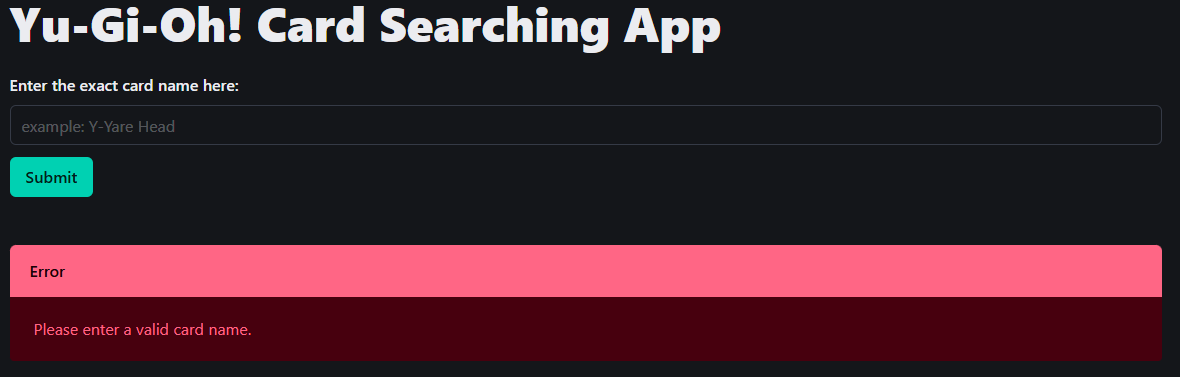 Yu-Gi-Oh! Card Searching App
Enter the exact card name here:
example: Y-Yare Head
Submit
Error
Please enter a valid card name.